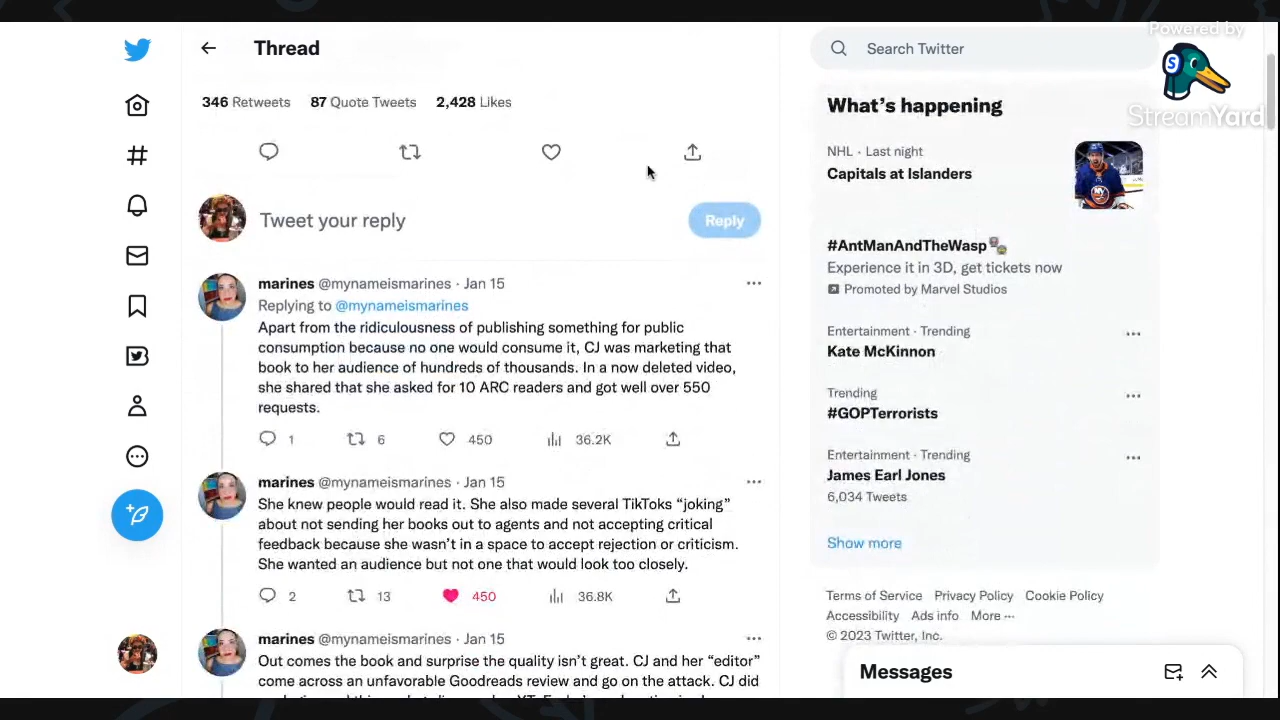 Powered by
StreamYard
Thread
Search Twitter
346 Retweets 87 Quote Tweets 2,428 Likes
Tweet your reply
Reply
marines @mynameismarines · Jan 15
Replying to @mynameismarines
Apart from the ridiculousness of publishing something for public
consumption because no one would consume it, CJ was marketing that
book to her audience of hundreds of thousands. In a now deleted video,
she shared that she asked for 10 ARC readers and got well over 550
requests.
1 6 450 36.2K
marines @mynameismarines · Jan 15
She knew people would read it. She also made several TikToks “joking”
about not sending her books out to agents and not accepting critical
feedback because she wasn’t in a space to accept rejection or criticism.
She wanted an audience but not one that would look too closely.
2 13 450 36.8K
marines @mynameismarines · Jan 15
Out comes the book and surprise the quality isn’t great. CJ and her “editor”
come across an unfavorable Goodreads review and go on the attack. CJ did
What’s happening
NHL · Last night
Capitals at Islanders
#AntManAndTheWasp
Experience it in 3D, get tickets now
Promoted by Marvel Studios
Entertainment · Trending
Kate McKinnon
Trending
#GOPTerrorists
Entertainment · Trending
James Earl Jones
6,034 Tweets
Show more
Terms of Service Privacy Policy Cookie Policy
Accessibility Ads info More ···
© 2023 Twitter, Inc.
Messages